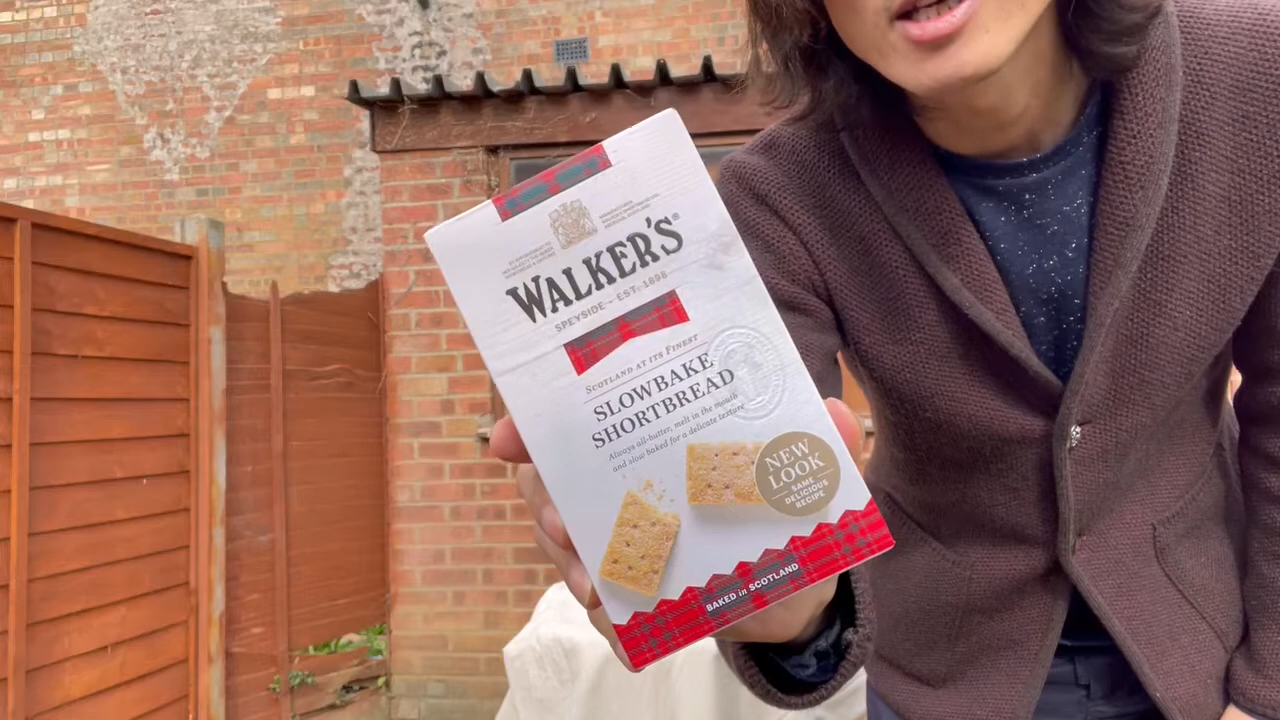 WALKER'S®
SPEYSIDE - EST. 1898
SCOTLAND AT ITS FINEST
SLOWBAKE
SHORTBREAD
Always all-butter, melt in the mouth
and slow baked for a delicate texture
NEW
LOOK
SAME
DELICIOUS
RECIPE
BAKED in SCOTLAND